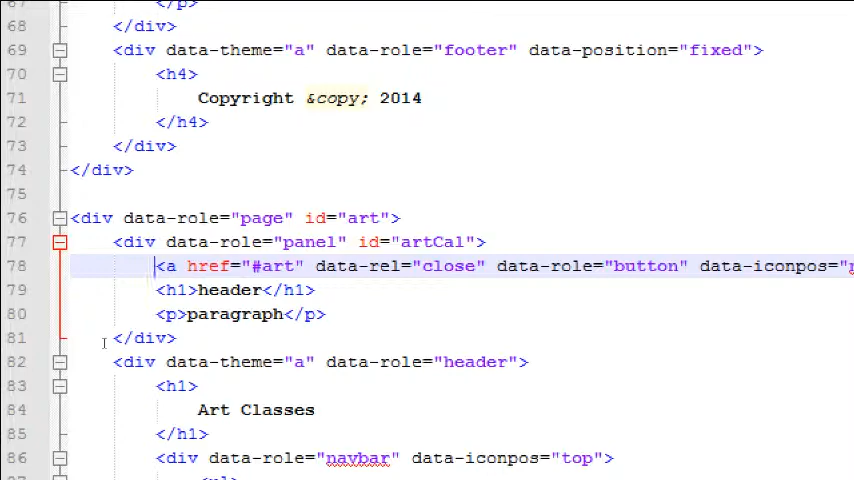 67 </p>
68 </div>
69 <div data-theme="a" data-role="footer" data-position="fixed">
70 <h4>
71 Copyright &copy; 2014
72 </h4>
73 </div>
74 </div>
75
76 <div data-role="page" id="art">
77 <div data-role="panel" id="artCal">
78 <a href="#art" data-rel="close" data-role="button" data-iconpos="
79 <h1>header</h1>
80 <p>paragraph</p>
81 </div>
82 <div data-theme="a" data-role="header">
83 <h1>
84 Art Classes
85 </h1>
86 <div data-role="navbar" data-iconpos="top">